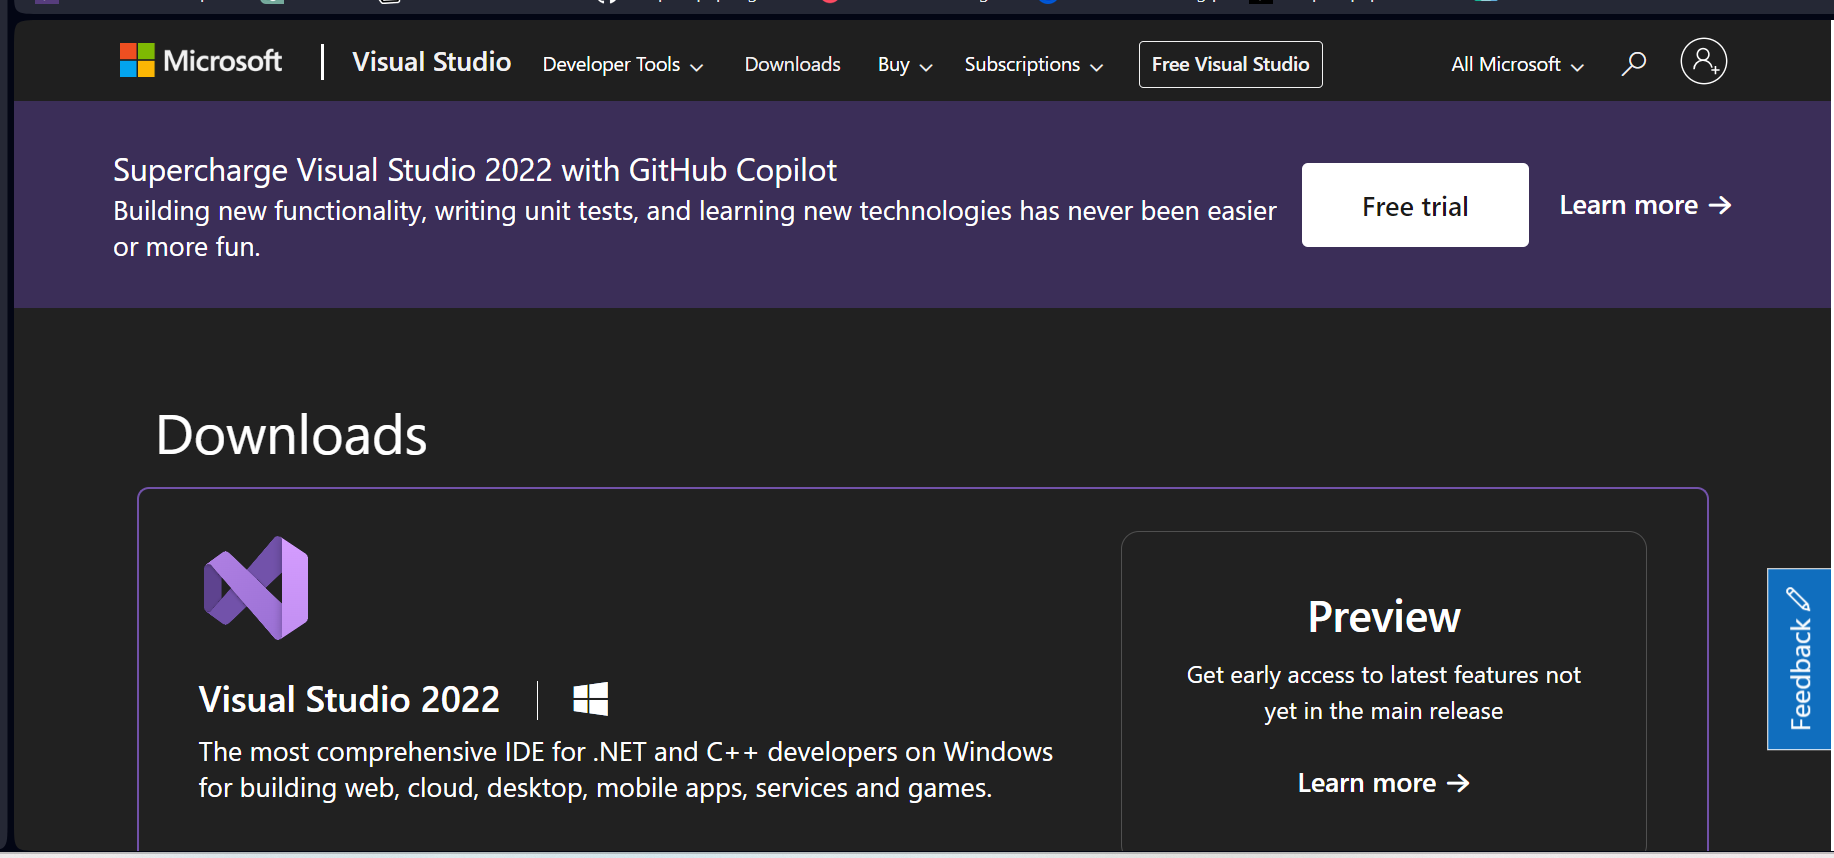 Microsoft
Visual Studio
Developer Tools
Downloads
Buy
Subscriptions
Free Visual Studio
All Microsoft
Supercharge Visual Studio 2022 with GitHub Copilot
Building new functionality, writing unit tests, and learning new technologies has never been easier
or more fun.
Free trial
Learn more
Downloads
Visual Studio 2022
The most comprehensive IDE for .NET and C++ developers on Windows
for building web, cloud, desktop, mobile apps, services and games.
Preview
Get early access to latest features not
yet in the main release
Learn more
Feedback